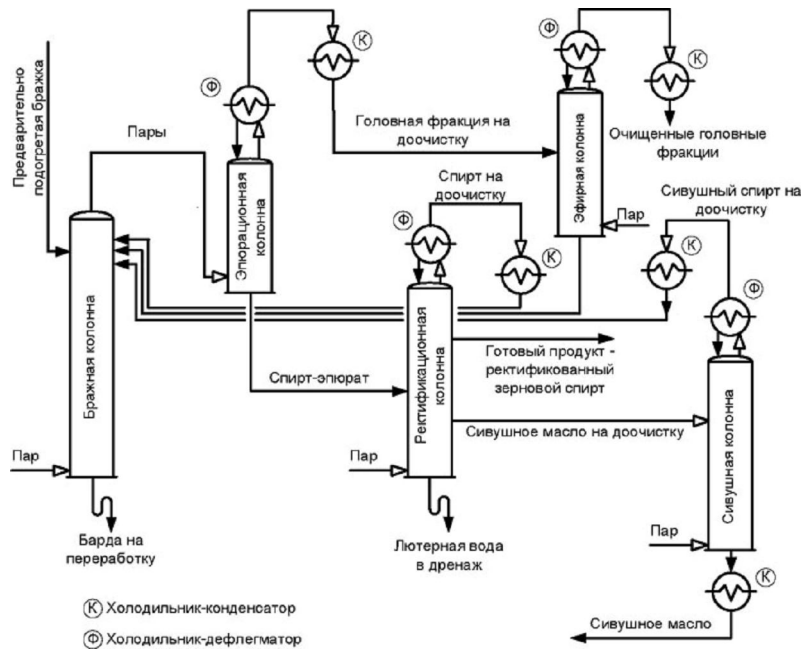 Предварительно
подогретая бражка
Пары
Ф
К
Эпюрационная
колонна
Головная фракция на
доочистку
Ф
К
Эфирная колонна
Очищенные головные
фракции
Пар
Спирт на
доочистку
Ф
К
Сивушный спирт на
доочистку
К
Ф
Бражная колонна
Пар
Барда на
переработку
Спирт-эпюрат
Ректификационная
колонна
Готовый продукт -
ректификованный
зерновой спирт
Сивушное масло на доочистку
Пар
Лютерная вода
в дренаж
Сивушная колонна
Пар
К
Сивушное масло
К Холодильник-конденсатор
Ф Холодильник-дефлегматор